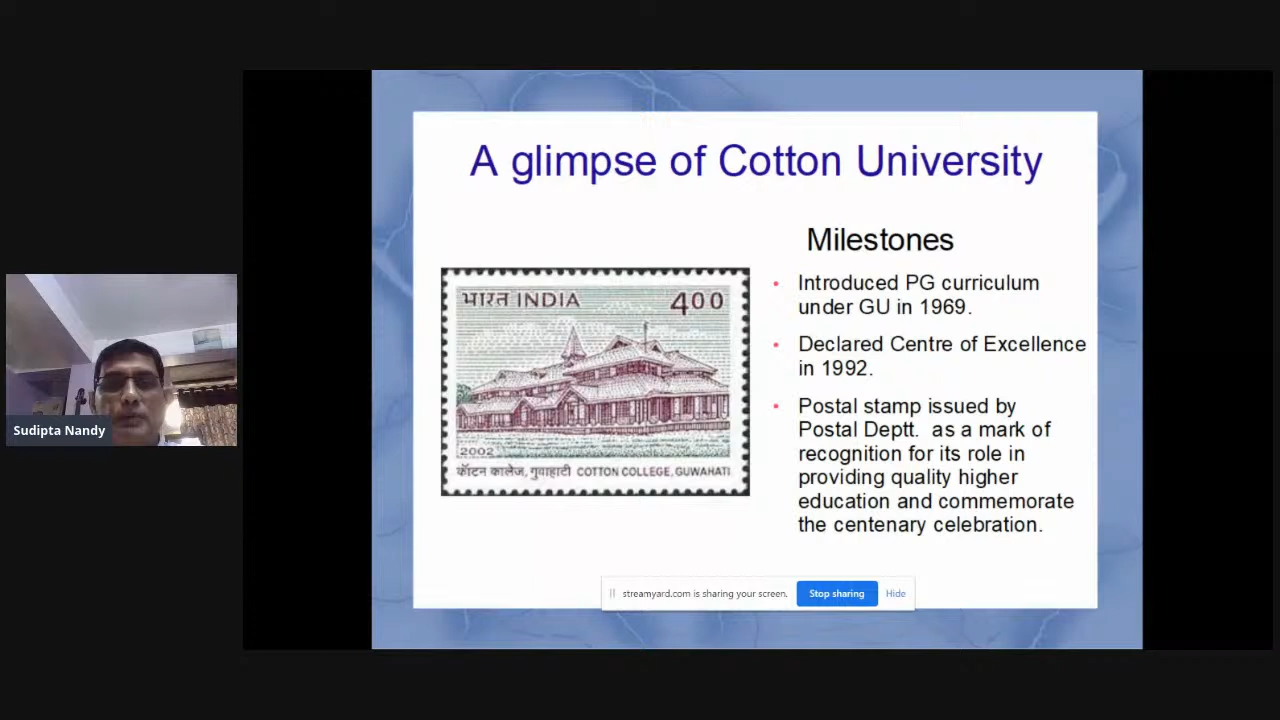 A glimpse of Cotton University
Milestones
• Introduced PG curriculum
under GU in 1969.
• Declared Centre of Excellence
in 1992.
• Postal stamp issued by
Postal Deptt. as a mark of
recognition for its role in
providing quality higher
education and commemorate
the centenary celebration.
भारत INDIA 400
2002
कॉटन कालेज, गुवाहाटी COTTON COLLEGE, GUWAHATI
Sudipta Nandy
streamyard.com is sharing your screen. Stop sharing Hide